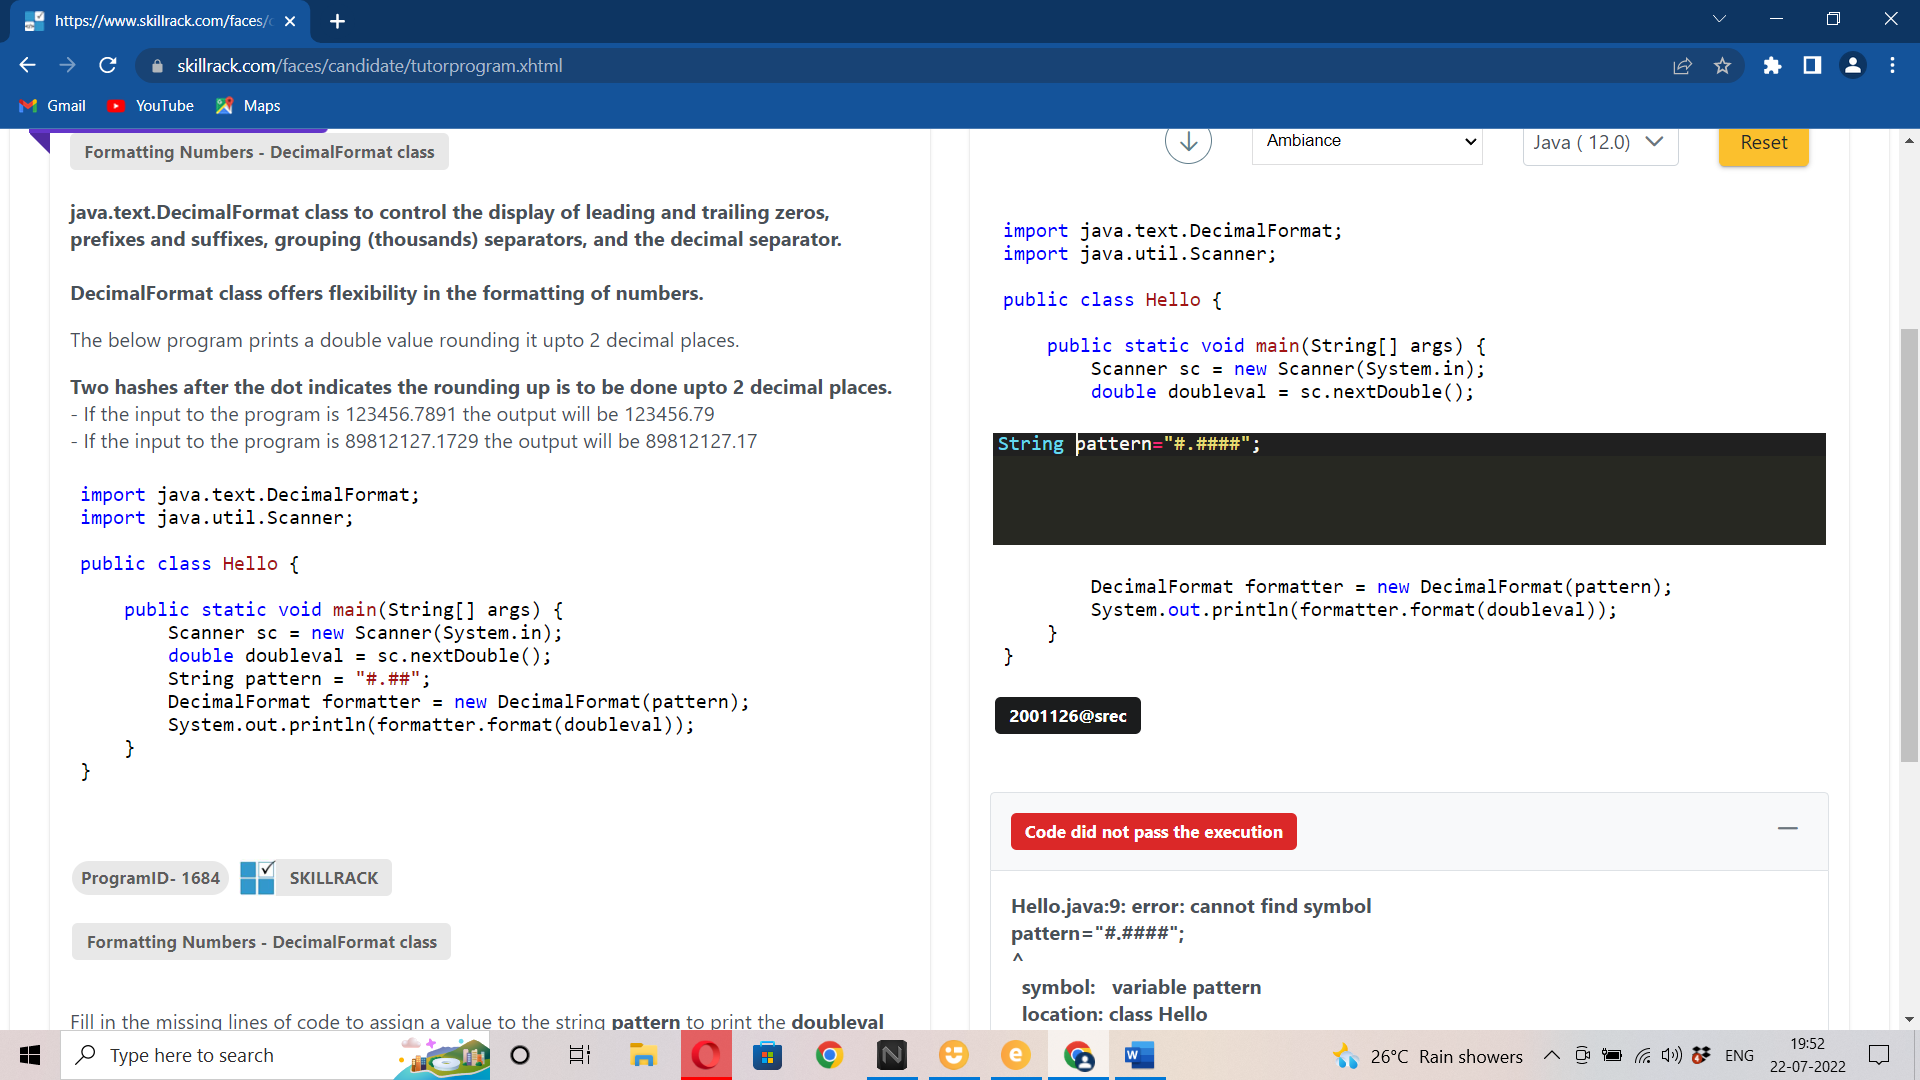 https://www.skillrack.com/faces/c
skillrack.com/faces/candidate/tutorprogram.xhtml
Gmail YouTube Maps
Formatting Numbers - DecimalFormat class
java.text.DecimalFormat class to control the display of leading and trailing zeros,
prefixes and suffixes, grouping (thousands) separators, and the decimal separator.
DecimalFormat class offers flexibility in the formatting of numbers.
The below program prints a double value rounding it upto 2 decimal places.
Two hashes after the dot indicates the rounding up is to be done upto 2 decimal places.
- If the input to the program is 123456.7891 the output will be 123456.79
- If the input to the program is 89812127.1729 the output will be 89812127.17
import java.text.DecimalFormat;
import java.util.Scanner;
public class Hello {
public static void main(String[] args) {
Scanner sc = new Scanner(System.in);
double doubleval = sc.nextDouble();
String pattern = "#.##";
DecimalFormat formatter = new DecimalFormat(pattern);
System.out.println(formatter.format(doubleval));
}
}
ProgramID- 1684 SKILLRACK
Formatting Numbers - DecimalFormat class
Fill in the missing lines of code to assign a value to the string pattern to print the doubleval
Ambiance Java ( 12.0) Reset
import java.text.DecimalFormat;
import java.util.Scanner;
public class Hello {
public static void main(String[] args) {
Scanner sc = new Scanner(System.in);
double doubleval = sc.nextDouble();
String pattern="#.####";
DecimalFormat formatter = new DecimalFormat(pattern);
System.out.println(formatter.format(doubleval));
}
}
2001126@srec
Code did not pass the execution
Hello.java:9: error: cannot find symbol
pattern="#.####";
^
symbol: variable pattern
location: class Hello
Type here to search
26°C Rain showers
ENG
19:52
22-07-2022